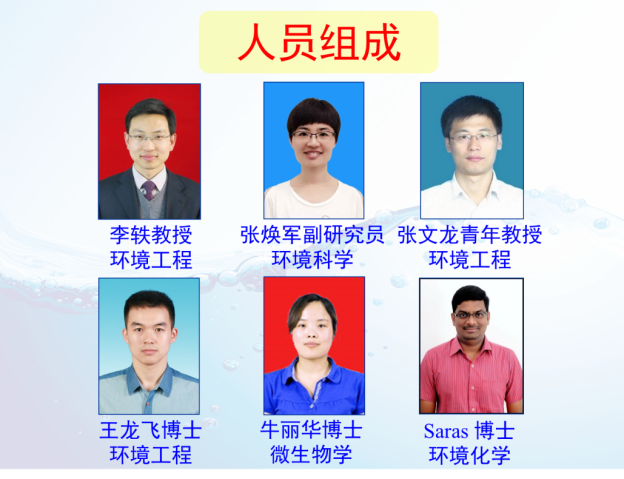 人员组成
李轶教授
环境工程
张焕军副研究员
环境科学
张文龙青年教授
环境工程
王龙飞博士
环境工程
牛丽华博士
微生物学
Saras 博士
环境化学